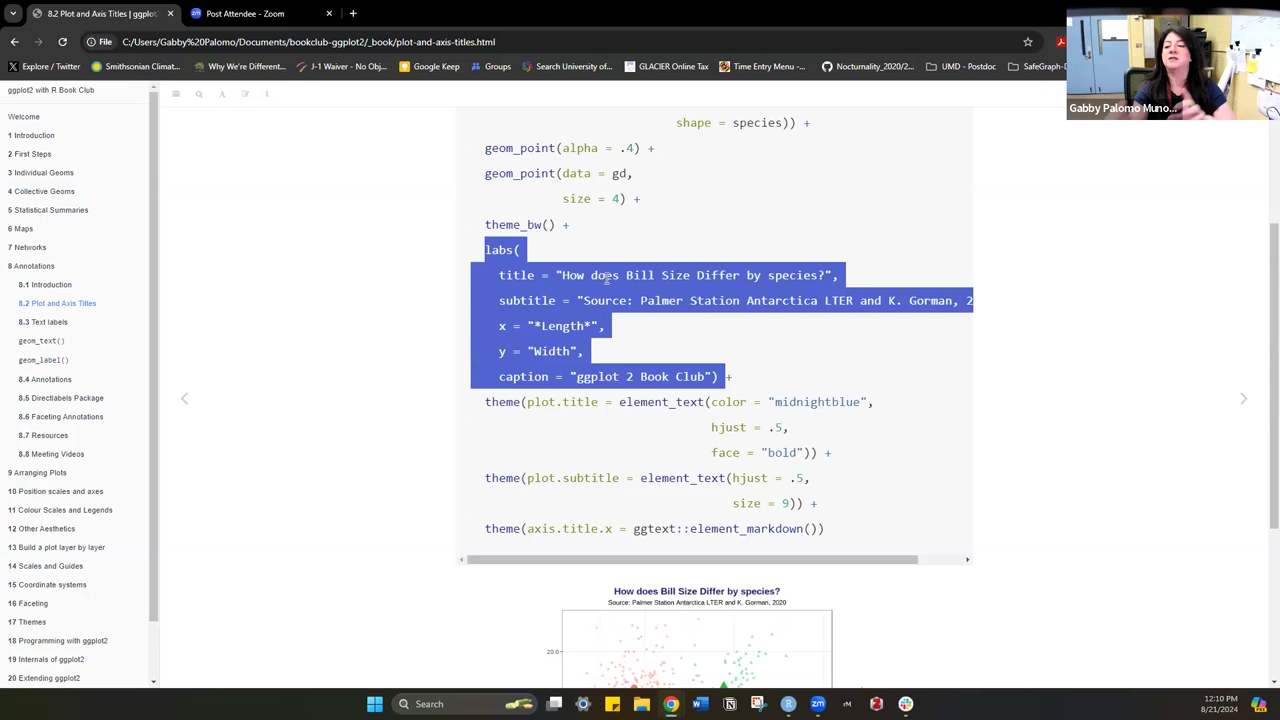 8.2 Plot and Axis Titles | ggplot
Post Attendee - Zoom
File
C:/Users/Gabby%20Palomo/Documents/bookclub-ggplot2/_book/plot-and-axis-titles.html
Explore / Twitter
Smithsonian Climat...
Why We're Different...
J-1 Waiver - No Obj...
Google Keep
University of...
GLACIER Online Tax
Time Entry Menu -...
Nocturnality_2020/2...
UMD - Postdoc
SafeGraph-D
Gabby Palomo Muno...
ggplot2 with R Book Club
Welcome
1 Introduction
2 First Steps
3 Individual Geoms
4 Collective Geoms
5 Statistical Summaries
6 Maps
7 Networks
8 Annotations
8.1 Introduction
8.2 Plot and Axis Titles
8.3 Text labels
geom_text()
geom_label()
8.4 Annotations
8.5 Directlabels Package
8.6 Faceting Annotations
8.7 Resources
8.8 Meeting Videos
9 Arranging Plots
10 Position scales and axes
11 Colour Scales and Legends
12 Other Aesthetics
13 Build a plot layer by layer
14 Scales and Guides
15 Coordinate systems
16 Faceting
17 Themes
18 Programming with ggplot2
19 Internals of ggplot2
20 Extending ggplot2
shape = species)) +
geom_point(alpha = .4) +
geom_point(data = gd,
size = 4) +
theme_bw() +
labs(
title = "How does Bill Size Differ by species?",
subtitle = "Source: Palmer Station Antarctica LTER and K. Gorman, 2
x = "*Length*",
y = "Width",
caption = "ggplot 2 Book Club") +
theme(plot.title = element_text(color = "midnightblue",
hjust = .5,
face = "bold")) +
theme(plot.subtitle = element_text(hjust = .5,
size = 9)) +
theme(axis.title.x = ggtext::element_markdown())
How does Bill Size Differ by species?
Source: Palmer Station Antarctica LTER and K. Gorman, 2020
20.0
Search
12:10 PM
8/21/2024